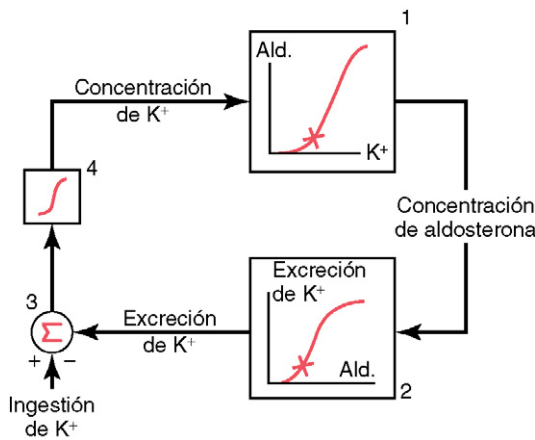 1
Ald.
K⁺
Concentración
de K⁺
4
Concentración
de aldosterona
Excreción
de K⁺
Ald.
2
3
Σ
+ −
Excreción
de K⁺
Ingestión
de K⁺